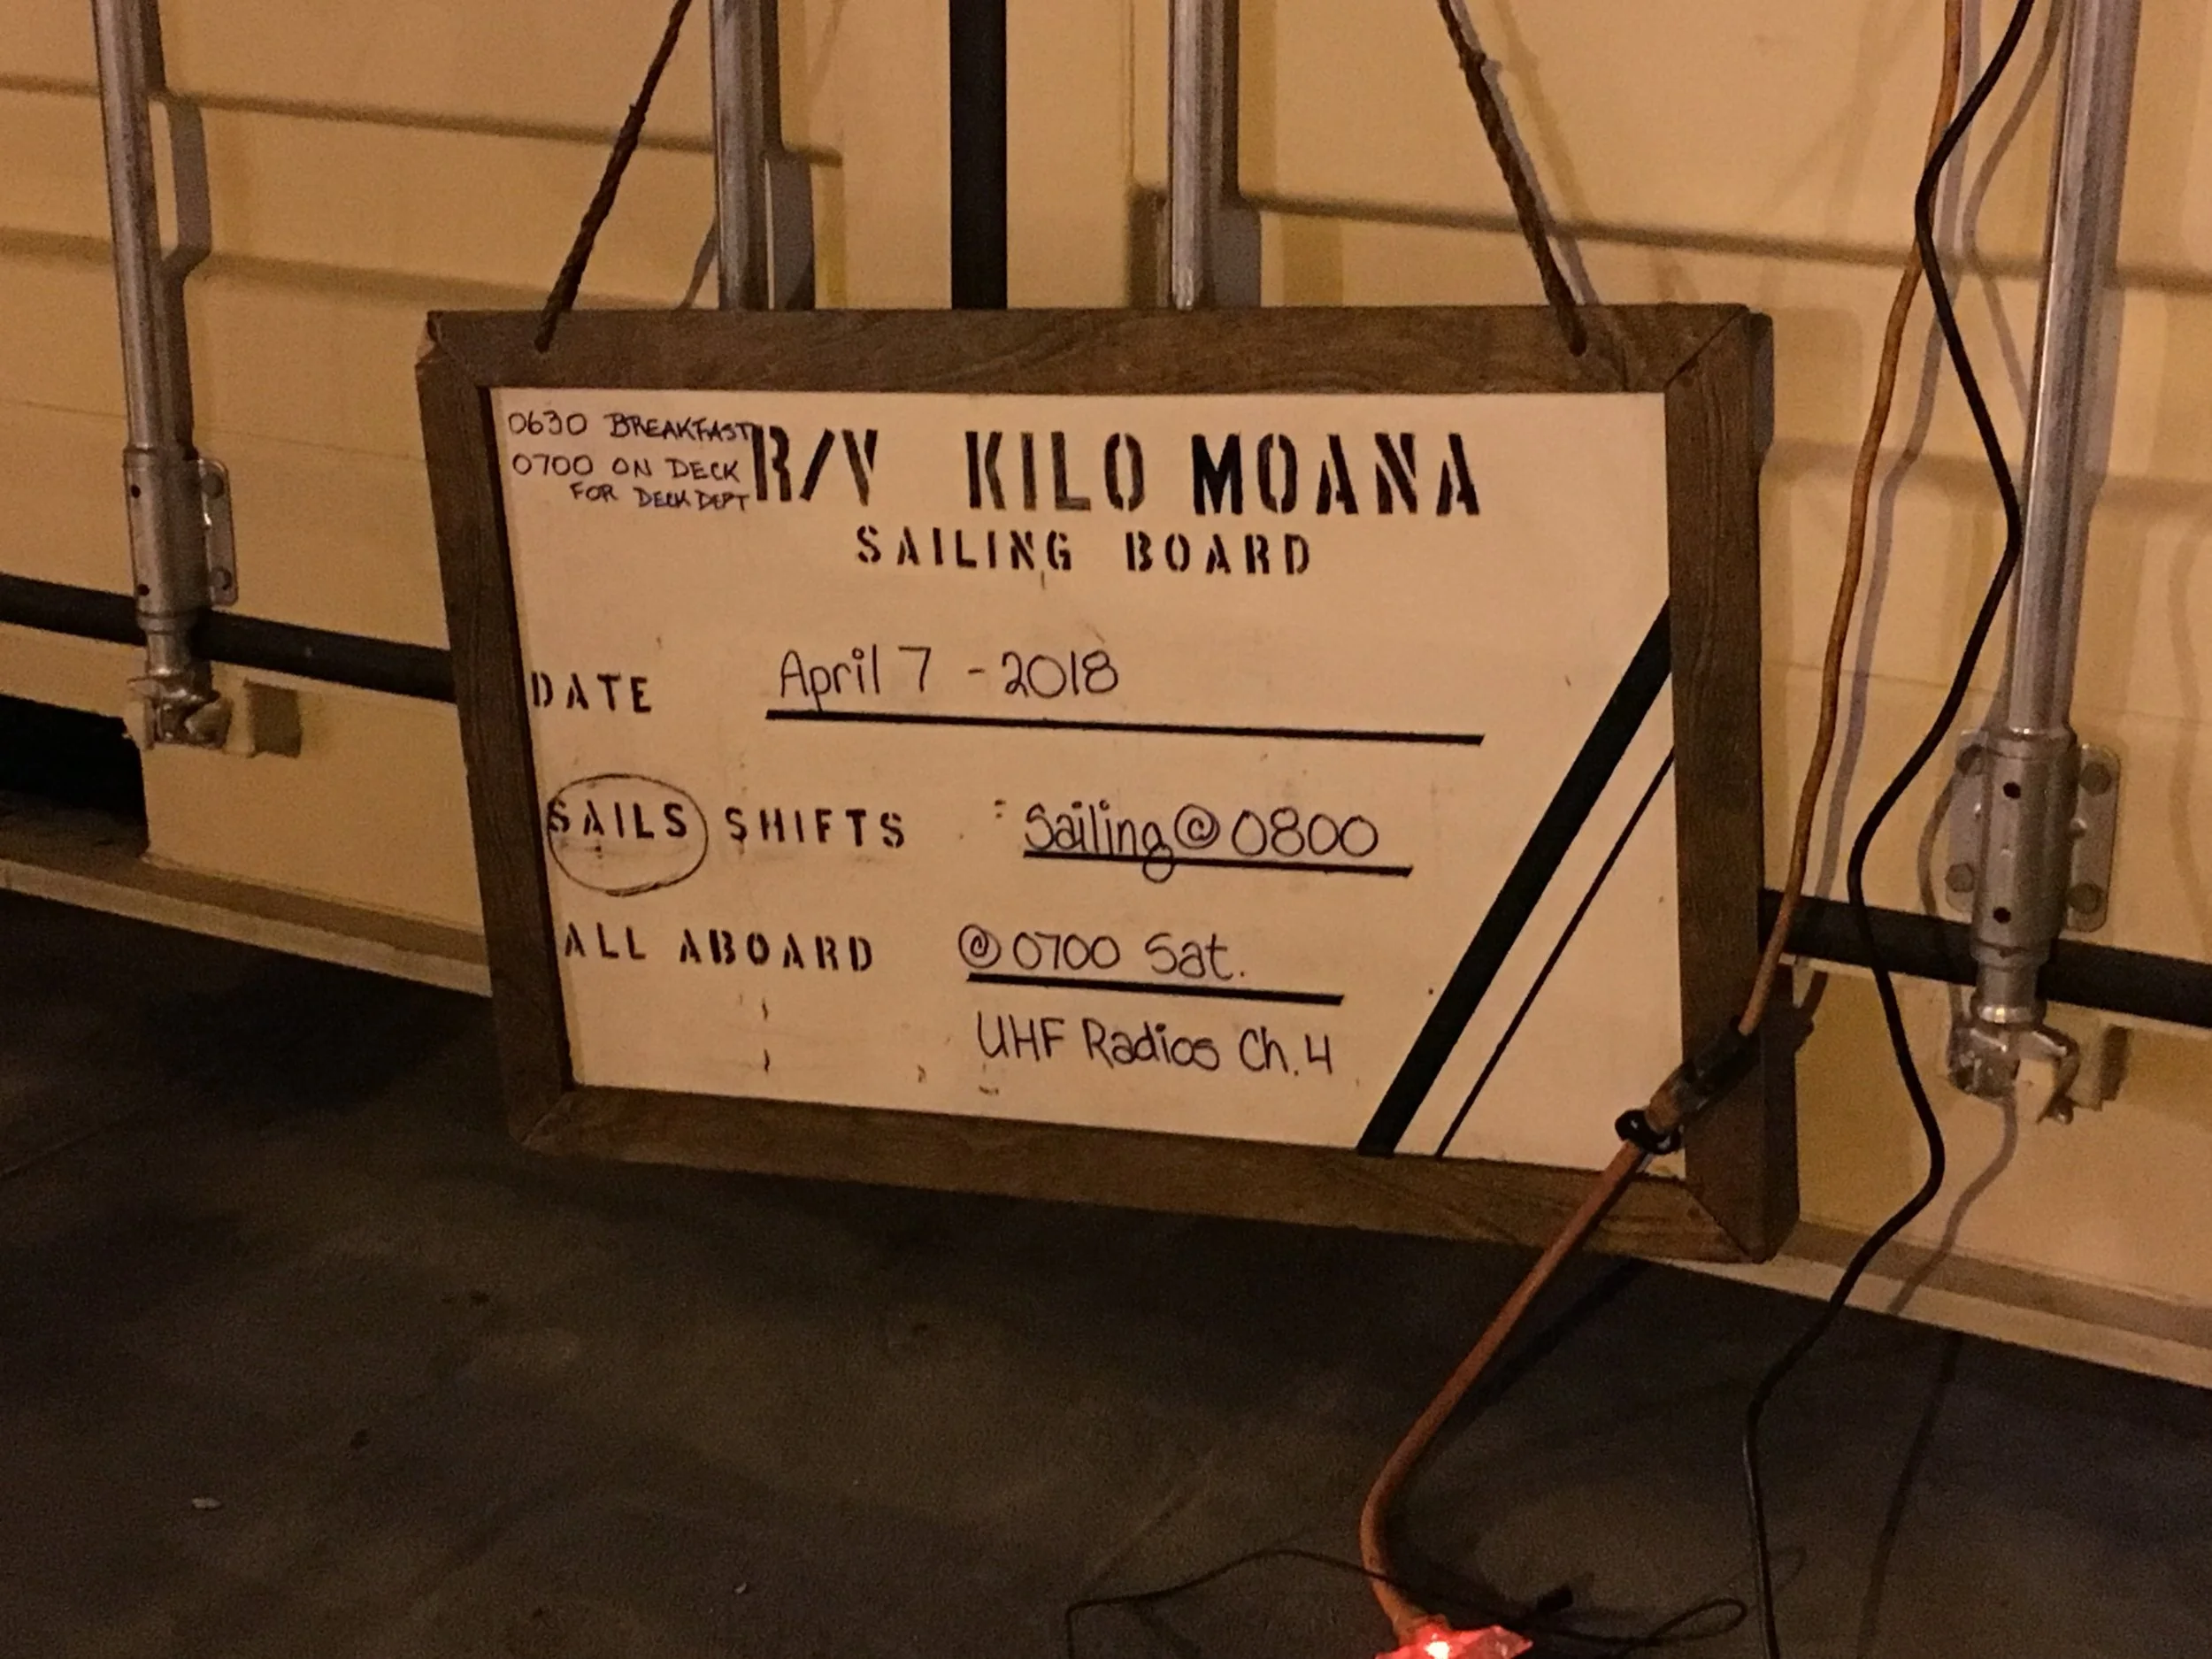 0630 BREAKFAST
0700 ON DECK
FOR DECK DEPT
R/V KILO MOANA
SAILING BOARD
DATE April 7 - 2018
SAILS SHIFTS : Sailing @ 0800
ALL ABOARD @ 0700 Sat.
UHF Radios Ch. 4